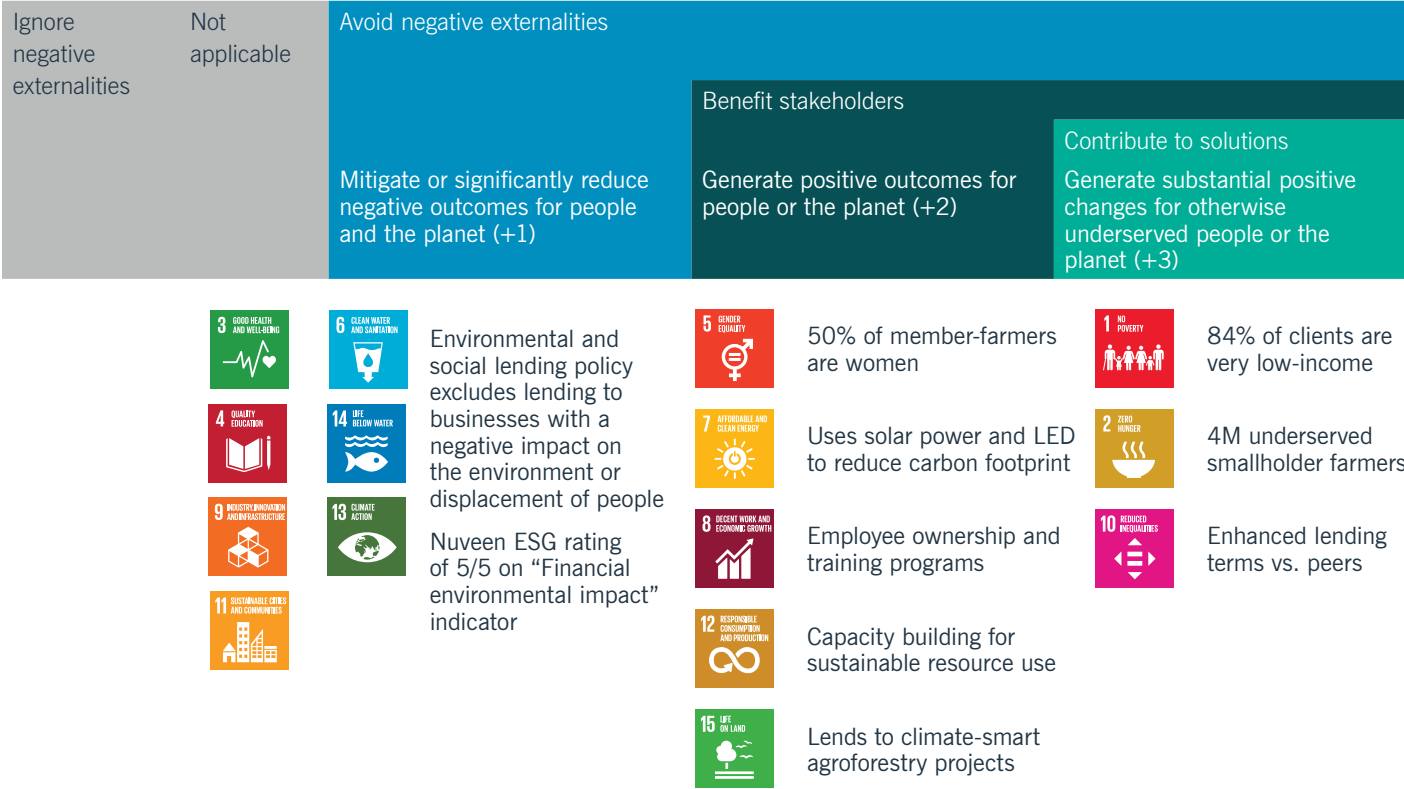 Ignore
negative
externalities
Not
applicable
Avoid negative externalities
Mitigate or significantly reduce
negative outcomes for people
and the planet (+1)
Benefit stakeholders
Generate positive outcomes for
people or the planet (+2)
Contribute to solutions
Generate substantial positive
changes for otherwise
underserved people or the
planet (+3)
3 GOOD HEALTH
AND WELL-BEING
4 QUALITY
EDUCATION
9 INDUSTRY, INNOVATION
AND INFRASTRUCTURE
11 SUSTAINABLE CITIES
AND COMMUNITIES
6 CLEAN WATER
AND SANITATION
14 LIFE
BELOW WATER
13 CLIMATE
ACTION
Environmental and
social lending policy
excludes lending to
businesses with a
negative impact on
the environment or
displacement of people
Nuveen ESG rating
of 5/5 on “Financial
environmental impact”
indicator
5 GENDER
EQUALITY
50% of member-farmers
are women
7 AFFORDABLE AND
CLEAN ENERGY
Uses solar power and LED
to reduce carbon footprint
8 DECENT WORK AND
ECONOMIC GROWTH
Employee ownership and
training programs
12 RESPONSIBLE
CONSUMPTION
AND PRODUCTION
Capacity building for
sustainable resource use
15 LIFE
ON LAND
Lends to climate-smart
agroforestry projects
1 NO
POVERTY
84% of clients are
very low-income
2 ZERO
HUNGER
4M underserved
smallholder farmers
10 REDUCED
INEQUALITIES
Enhanced lending
terms vs. peers